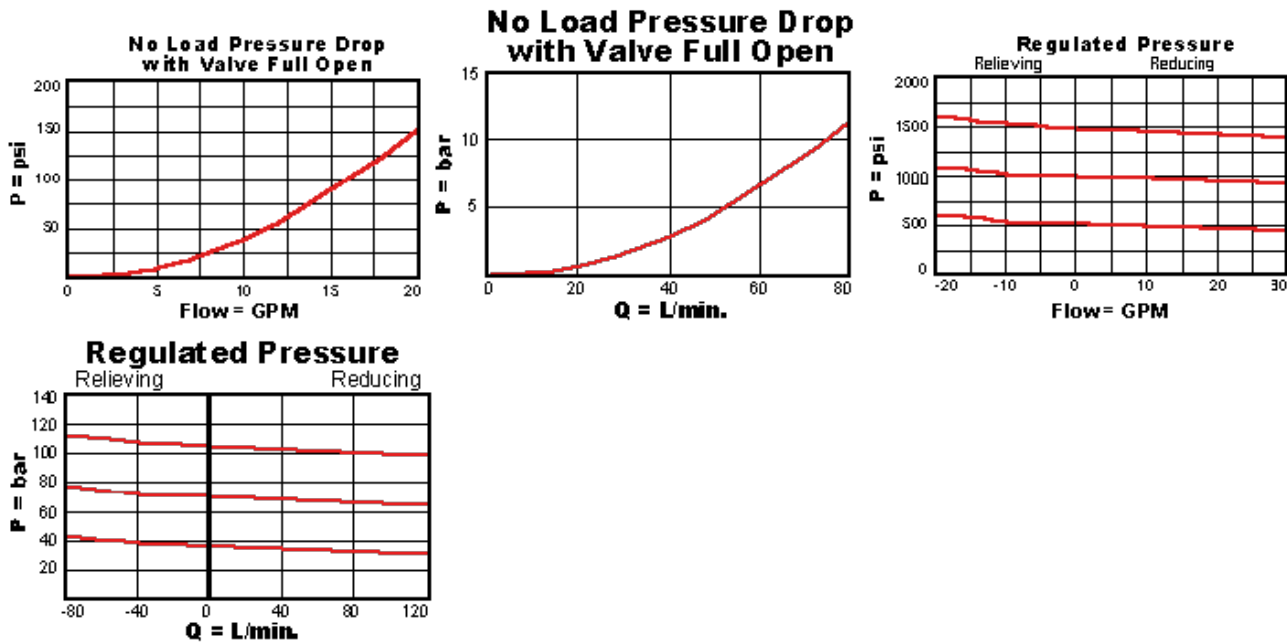 No Load Pressure Drop
with Valve Full Open
200
150
100
50
P = psi
0 5 10 15 20
Flow = GPM
No Load Pressure Drop
with Valve Full Open
15
10
5
P = bar
0 20 40 60 80
Q = L/min.
Regulated Pressure
Relieving Reducing
2000
1500
1000
500
0
P = psi
-20 -10 0 10 20 30
Flow = GPM
Regulated Pressure
Relieving Reducing
140
120
100
80
60
40
20
P = bar
-80 -40 0 40 80 120
Q = L/min.